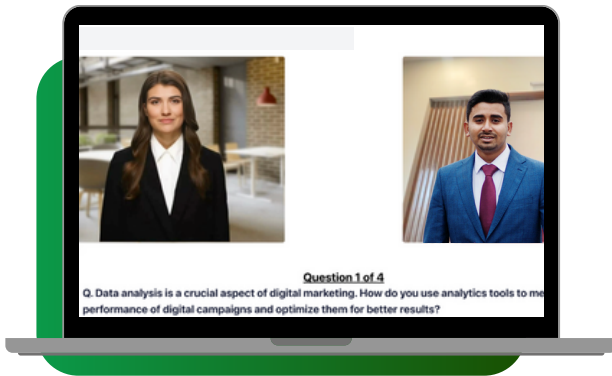 Question 1 of 4
Q. Data analysis is a crucial aspect of digital marketing. How do you use analytics tools to me
performance of digital campaigns and optimize them for better results?